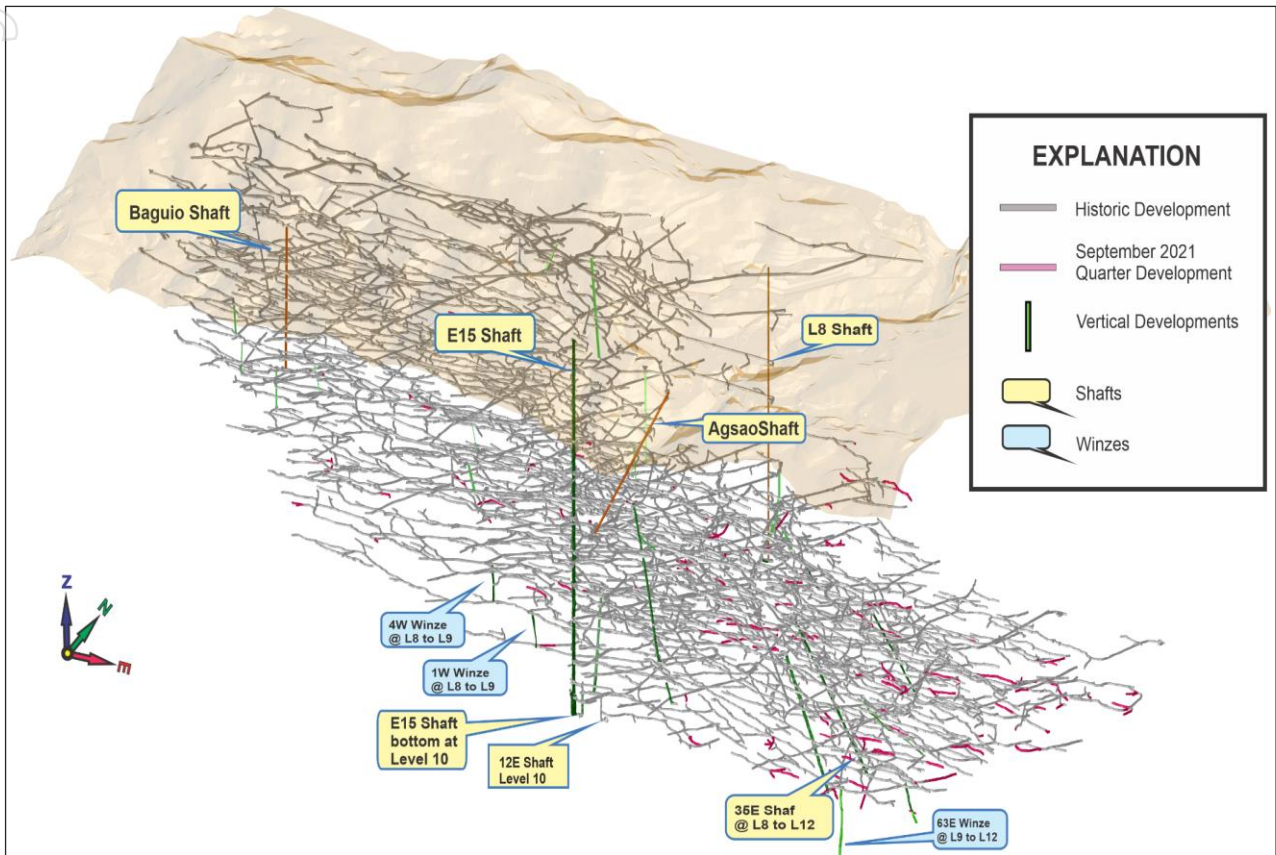 Baguio Shaft
E15 Shaft
L8 Shaft
AgsaoShaft
EXPLANATION
Historic Development
September 2021
Quarter Development
Vertical Developments
Shafts
Winzes
Z
N
E
4W Winze
@ L8 to L9
1W Winze
@ L8 to L9
E15 Shaft
bottom at
Level 10
12E Shaft
Level 10
35E Shaf
@ L8 to L12
63E Winze
@ L9 to L12